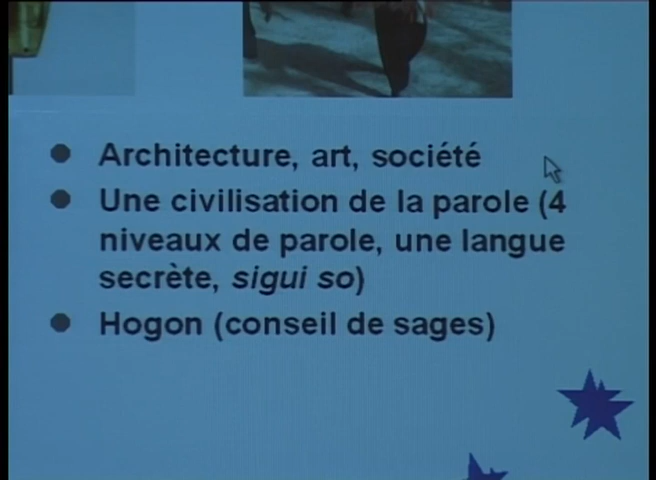 Architecture, art, société
Une civilisation de la parole (4
niveaux de parole, une langue
secrète, sigui so)
Hogon (conseil de sages)